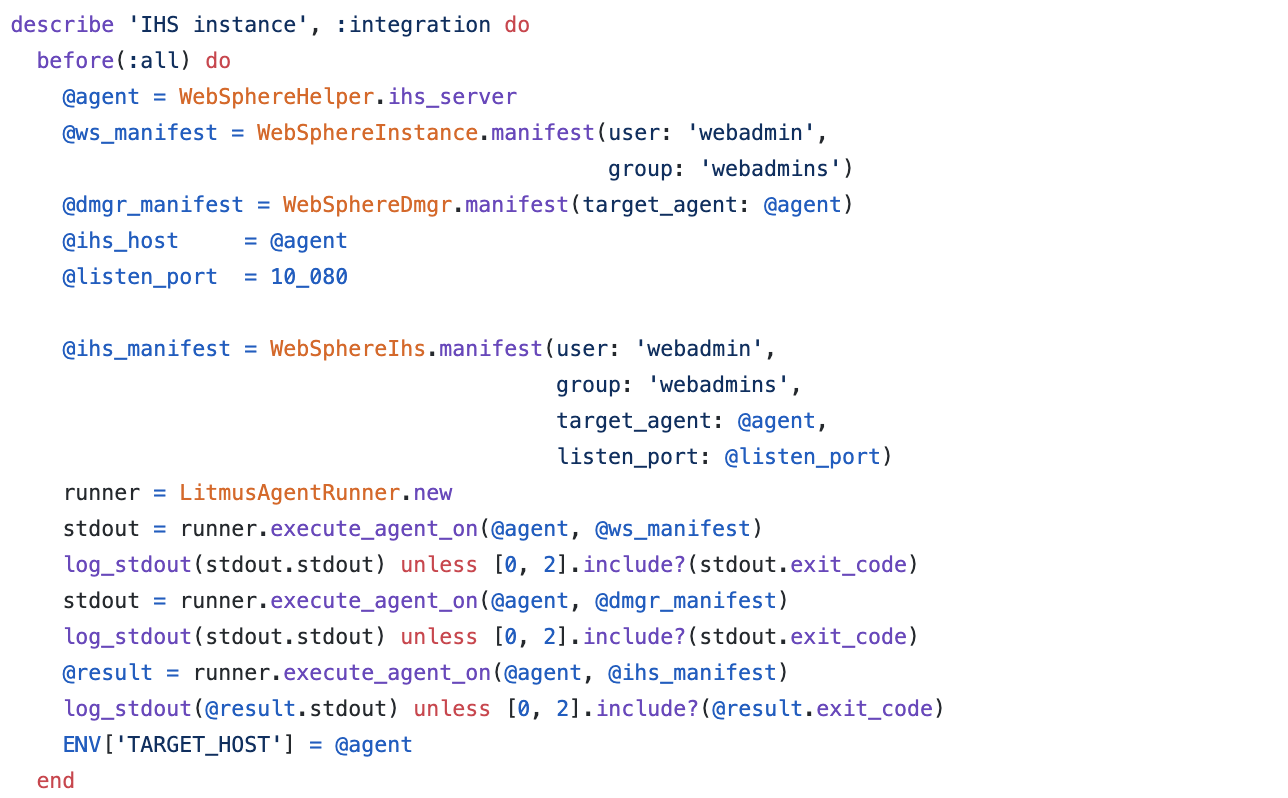 describe 'IHS instance', :integration do
  before(:all) do
    @agent = WebSphereHelper.ihs_server
    @ws_manifest = WebSphereInstance.manifest(user: 'webadmin',
                                              group: 'webadmins')
    @dmgr_manifest = WebSphereDmgr.manifest(target_agent: @agent)
    @ihs_host     = @agent
    @listen_port  = 10_080

    @ihs_manifest = WebSphereIhs.manifest(user: 'webadmin',
                                          group: 'webadmins',
                                          target_agent: @agent,
                                          listen_port: @listen_port)
    runner = LitmusAgentRunner.new
    stdout = runner.execute_agent_on(@agent, @ws_manifest)
    log_stdout(stdout.stdout) unless [0, 2].include?(stdout.exit_code)
    stdout = runner.execute_agent_on(@agent, @dmgr_manifest)
    log_stdout(stdout.stdout) unless [0, 2].include?(stdout.exit_code)
    @result = runner.execute_agent_on(@agent, @ihs_manifest)
    log_stdout(@result.stdout) unless [0, 2].include?(@result.exit_code)
    ENV['TARGET_HOST'] = @agent
  end